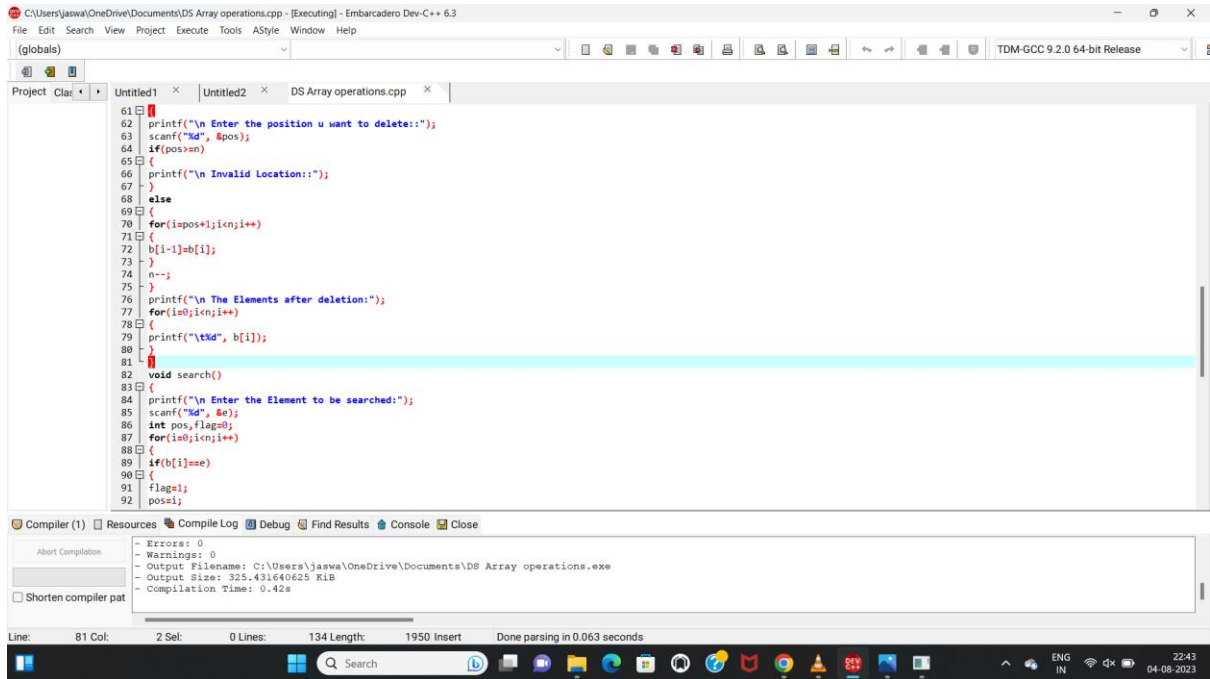 C:\Users\jaswa\OneDrive\Documents\DS Array operations.cpp - [Executing] - Embarcadero Dev-C++ 6.3
File Edit Search View Project Execute Tools AStyle Window Help
(globals)
TDM-GCC 9.2.0 64-bit Release
Project Clas Untitled1 Untitled2 DS Array operations.cpp
61 {
62 printf("\n Enter the position u want to delete::");
63 scanf("%d", &pos);
64 if(pos>=n)
65 {
66 printf("\n Invalid Location::");
67 }
68 else
69 {
70 for(i=pos+1;i<n;i++)
71 {
72 b[i-1]=b[i];
73 }
74 n--;
75 }
76 printf("\n The Elements after deletion:");
77 for(i=0;i<n;i++)
78 {
79 printf("\t%d", b[i]);
80 }
81 }
82 void search()
83 {
84 printf("\n Enter the Element to be searched:");
85 scanf("%d", &e);
86 int pos,flag=0;
87 for(i=0;i<n;i++)
88 {
89 if(b[i]==e)
90 {
91 flag=1;
92 pos=i;
Compiler (1) Resources Compile Log Debug Find Results Console Close
Abort Compilation
Shorten compiler pat
- Errors: 0
- Warnings: 0
- Output Filename: C:\Users\jaswa\OneDrive\Documents\DS Array operations.exe
- Output Size: 325.431640625 KiB
- Compilation Time: 0.42s
Line: 81 Col: 2 Sel: 0 Lines: 134 Length: 1950 Insert Done parsing in 0.063 seconds
Search
DEV
ENG
IN
22:43
04-08-2023